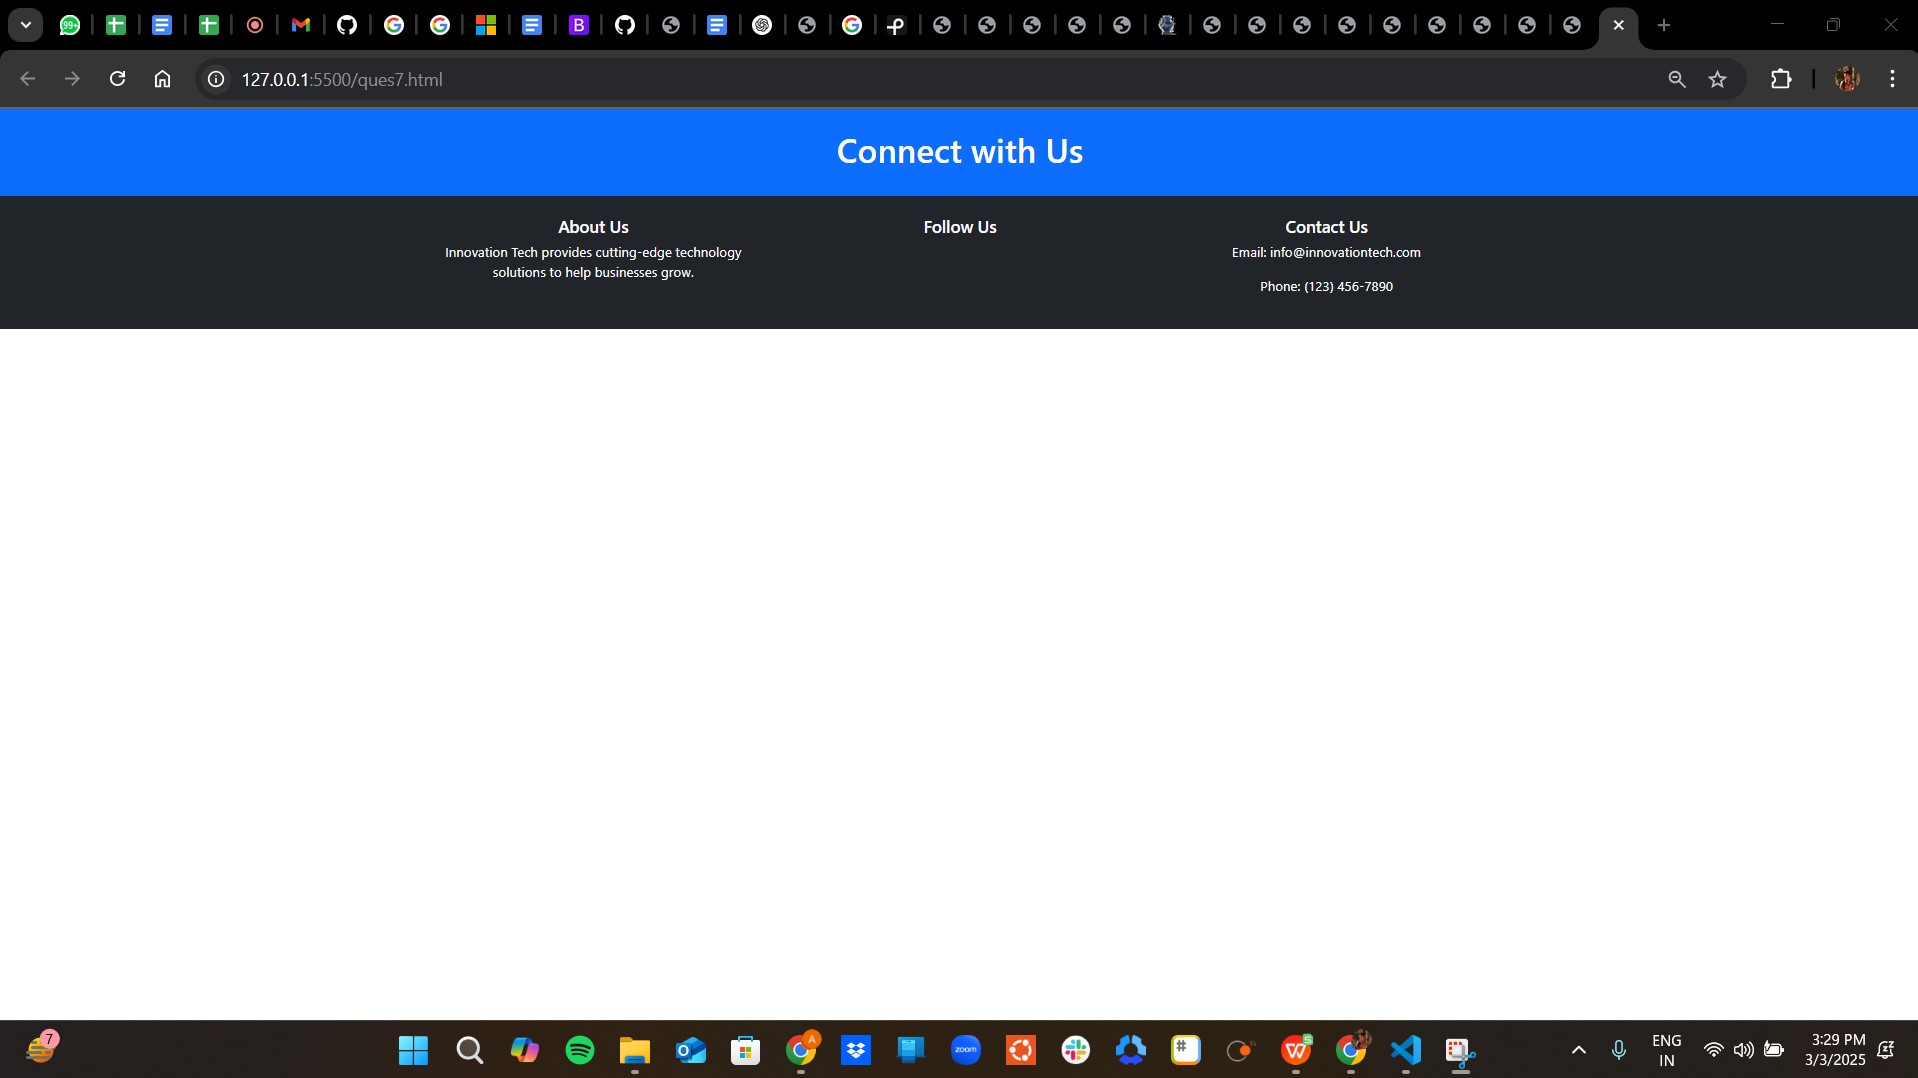 99+
B
127.0.0.1:5500/ques7.html
Connect with Us
About Us
Innovation Tech provides cutting-edge technology
solutions to help businesses grow.
Follow Us
Contact Us
Email: info@innovationtech.com
Phone: (123) 456-7890
7
A
zoom
ENG
IN
3:29 PM
3/3/2025